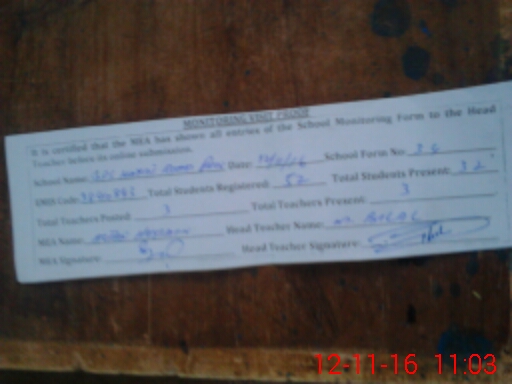 MONITORING VISIT PROOF
It is certified that the MEA has shown all entries of the School Monitoring Form to the Head
Teacher before its online submission.
School Name: Date: School Form No:
EMIS Code: Total Students Registered: 52 Total Students Present: 32
Total Teachers Posted: 3 Total Teachers Present: 3
MEA Name: Head Teacher Name: M. BILAL
MEA Signature: Head Teacher Signature:
12-11-16 11:03